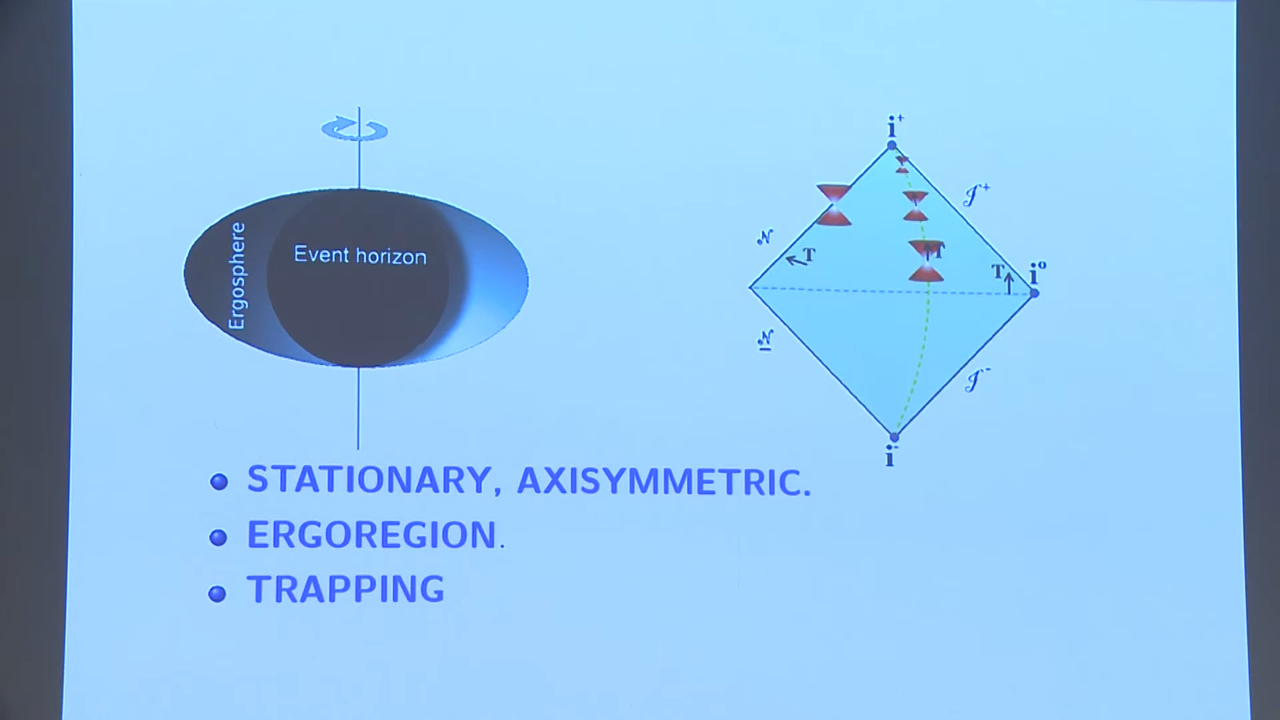 Ergosphere
Event horizon
i⁺
𝒥⁺
𝒩
T
T
T
i⁰
𝒩
𝒥⁻
i⁻
• STATIONARY, AXISYMMETRIC.
• ERGOREGION.
• TRAPPING